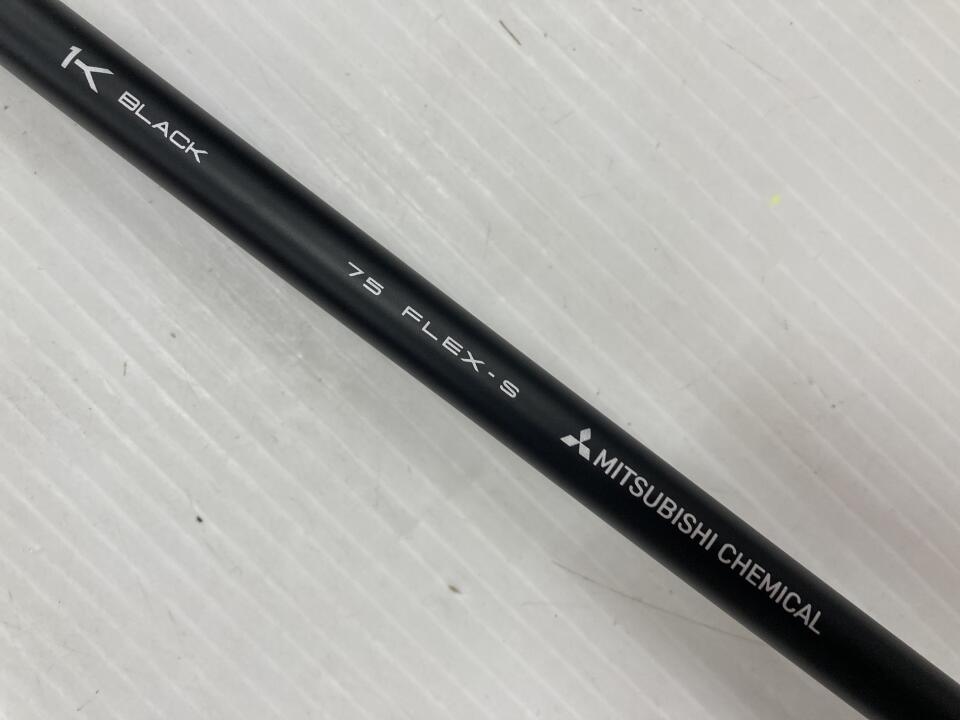 1K BLACK
75 FLEX-S
MITSUBISHI CHEMICAL